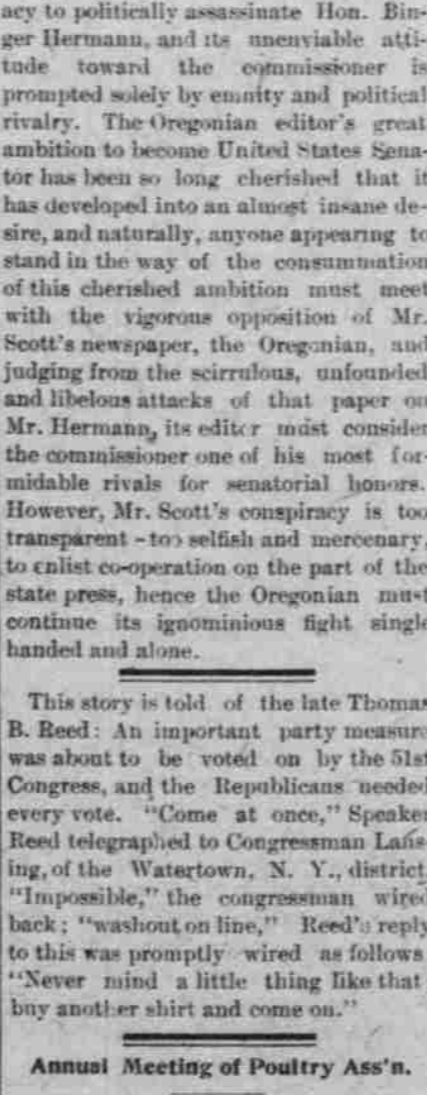 acy to politically assassinate Hon. Bin-
ger Hermann, and its unenviable atti-
tude toward the commissioner is
prompted solely by emnity and political
rivalry. The Oregonian editor's great
ambition to become United States Sena-
tor has been so long cherished that it
has developed into an almost insane de-
sire, and naturally, anyone appearing to
stand in the way of the consummation
of this cherished ambition must meet
with the vigorous opposition of Mr.
Scott's newspaper, the Oregonian, and
judging from the scirrulous, unfounded
and libelous attacks of that paper on
Mr. Hermann, its editor must consider
the commissioner one of his most for-
midable rivals for senatorial honors.
However, Mr. Scott's conspiracy is too
transparent - too selfish and mercenary,
to enlist co-operation on the part of the
state press, hence the Oregonian must
continue its ignominious fight single
handed and alone.
This story is told of the late Thomas
B. Reed: An important party measure
was about to be voted on by the 51st
Congress, and the Republicans needed
every vote. "Come at once," Speaker
Reed telegraphed to Congressman Lans-
ing, of the Watertown, N. Y., district.
"Impossible," the congressman wired
back; "washout on line," Reed's reply
to this was promptly wired as follows
"Never mind a little thing like that
buy another shirt and come on."
Annual Meeting of Poultry Ass'n.